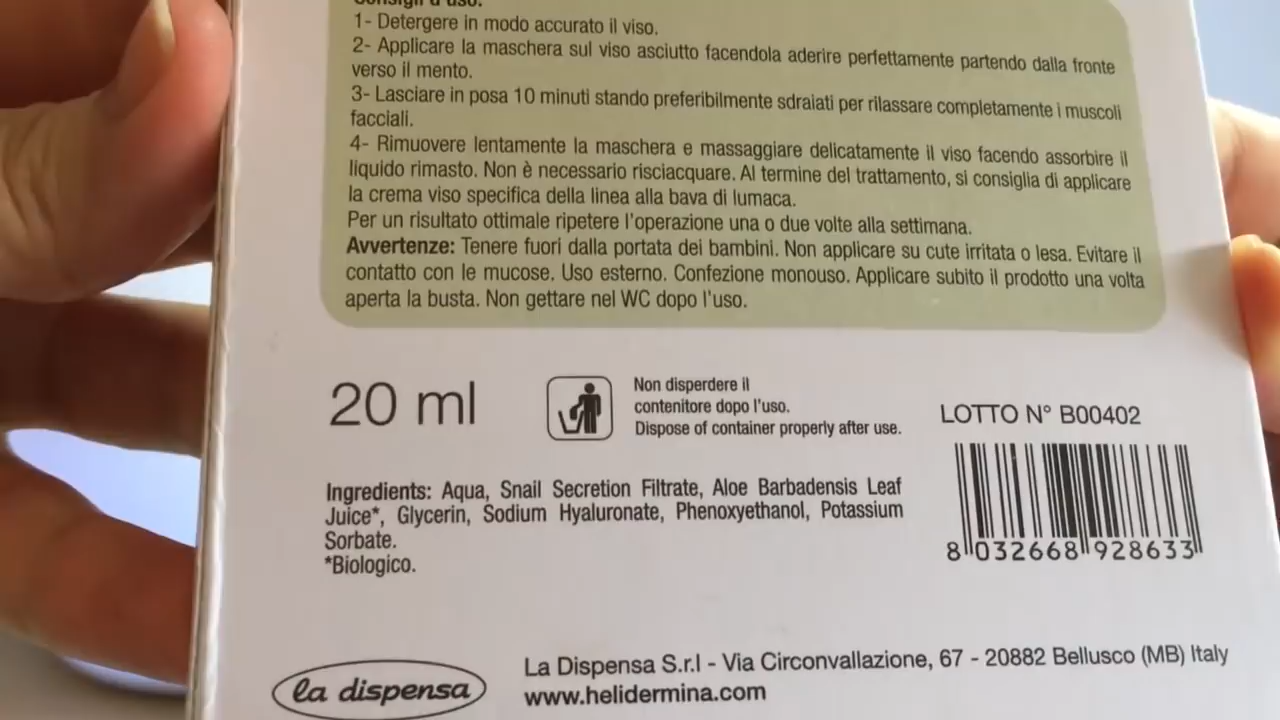 Consigli d'uso:
1- Detergere in modo accurato il viso.
2- Applicare la maschera sul viso asciutto facendola aderire perfettamente partendo dalla fronte
verso il mento.
3- Lasciare in posa 10 minuti stando preferibilmente sdraiati per rilassare completamente i muscoli
facciali.
4- Rimuovere lentamente la maschera e massaggiare delicatamente il viso facendo assorbire il
liquido rimasto. Non è necessario risciacquare. Al termine del trattamento, si consiglia di applicare
la crema viso specifica della linea alla bava di lumaca.
Per un risultato ottimale ripetere l'operazione una o due volte alla settimana.
Avvertenze: Tenere fuori dalla portata dei bambini. Non applicare su cute irritata o lesa. Evitare il
contatto con le mucose. Uso esterno. Confezione monouso. Applicare subito il prodotto una volta
aperta la busta. Non gettare nel WC dopo l'uso.
20 ml
Non disperdere il
contenitore dopo l'uso.
Dispose of container properly after use.
LOTTO N° B00402
8 032668 928633
Ingredients: Aqua, Snail Secretion Filtrate, Aloe Barbadensis Leaf
Juice*, Glycerin, Sodium Hyaluronate, Phenoxyethanol, Potassium
Sorbate.
*Biologico.
la dispensa
La Dispensa S.r.l - Via Circonvallazione, 67 - 20882 Bellusco (MB) Italy
www.helidermina.com